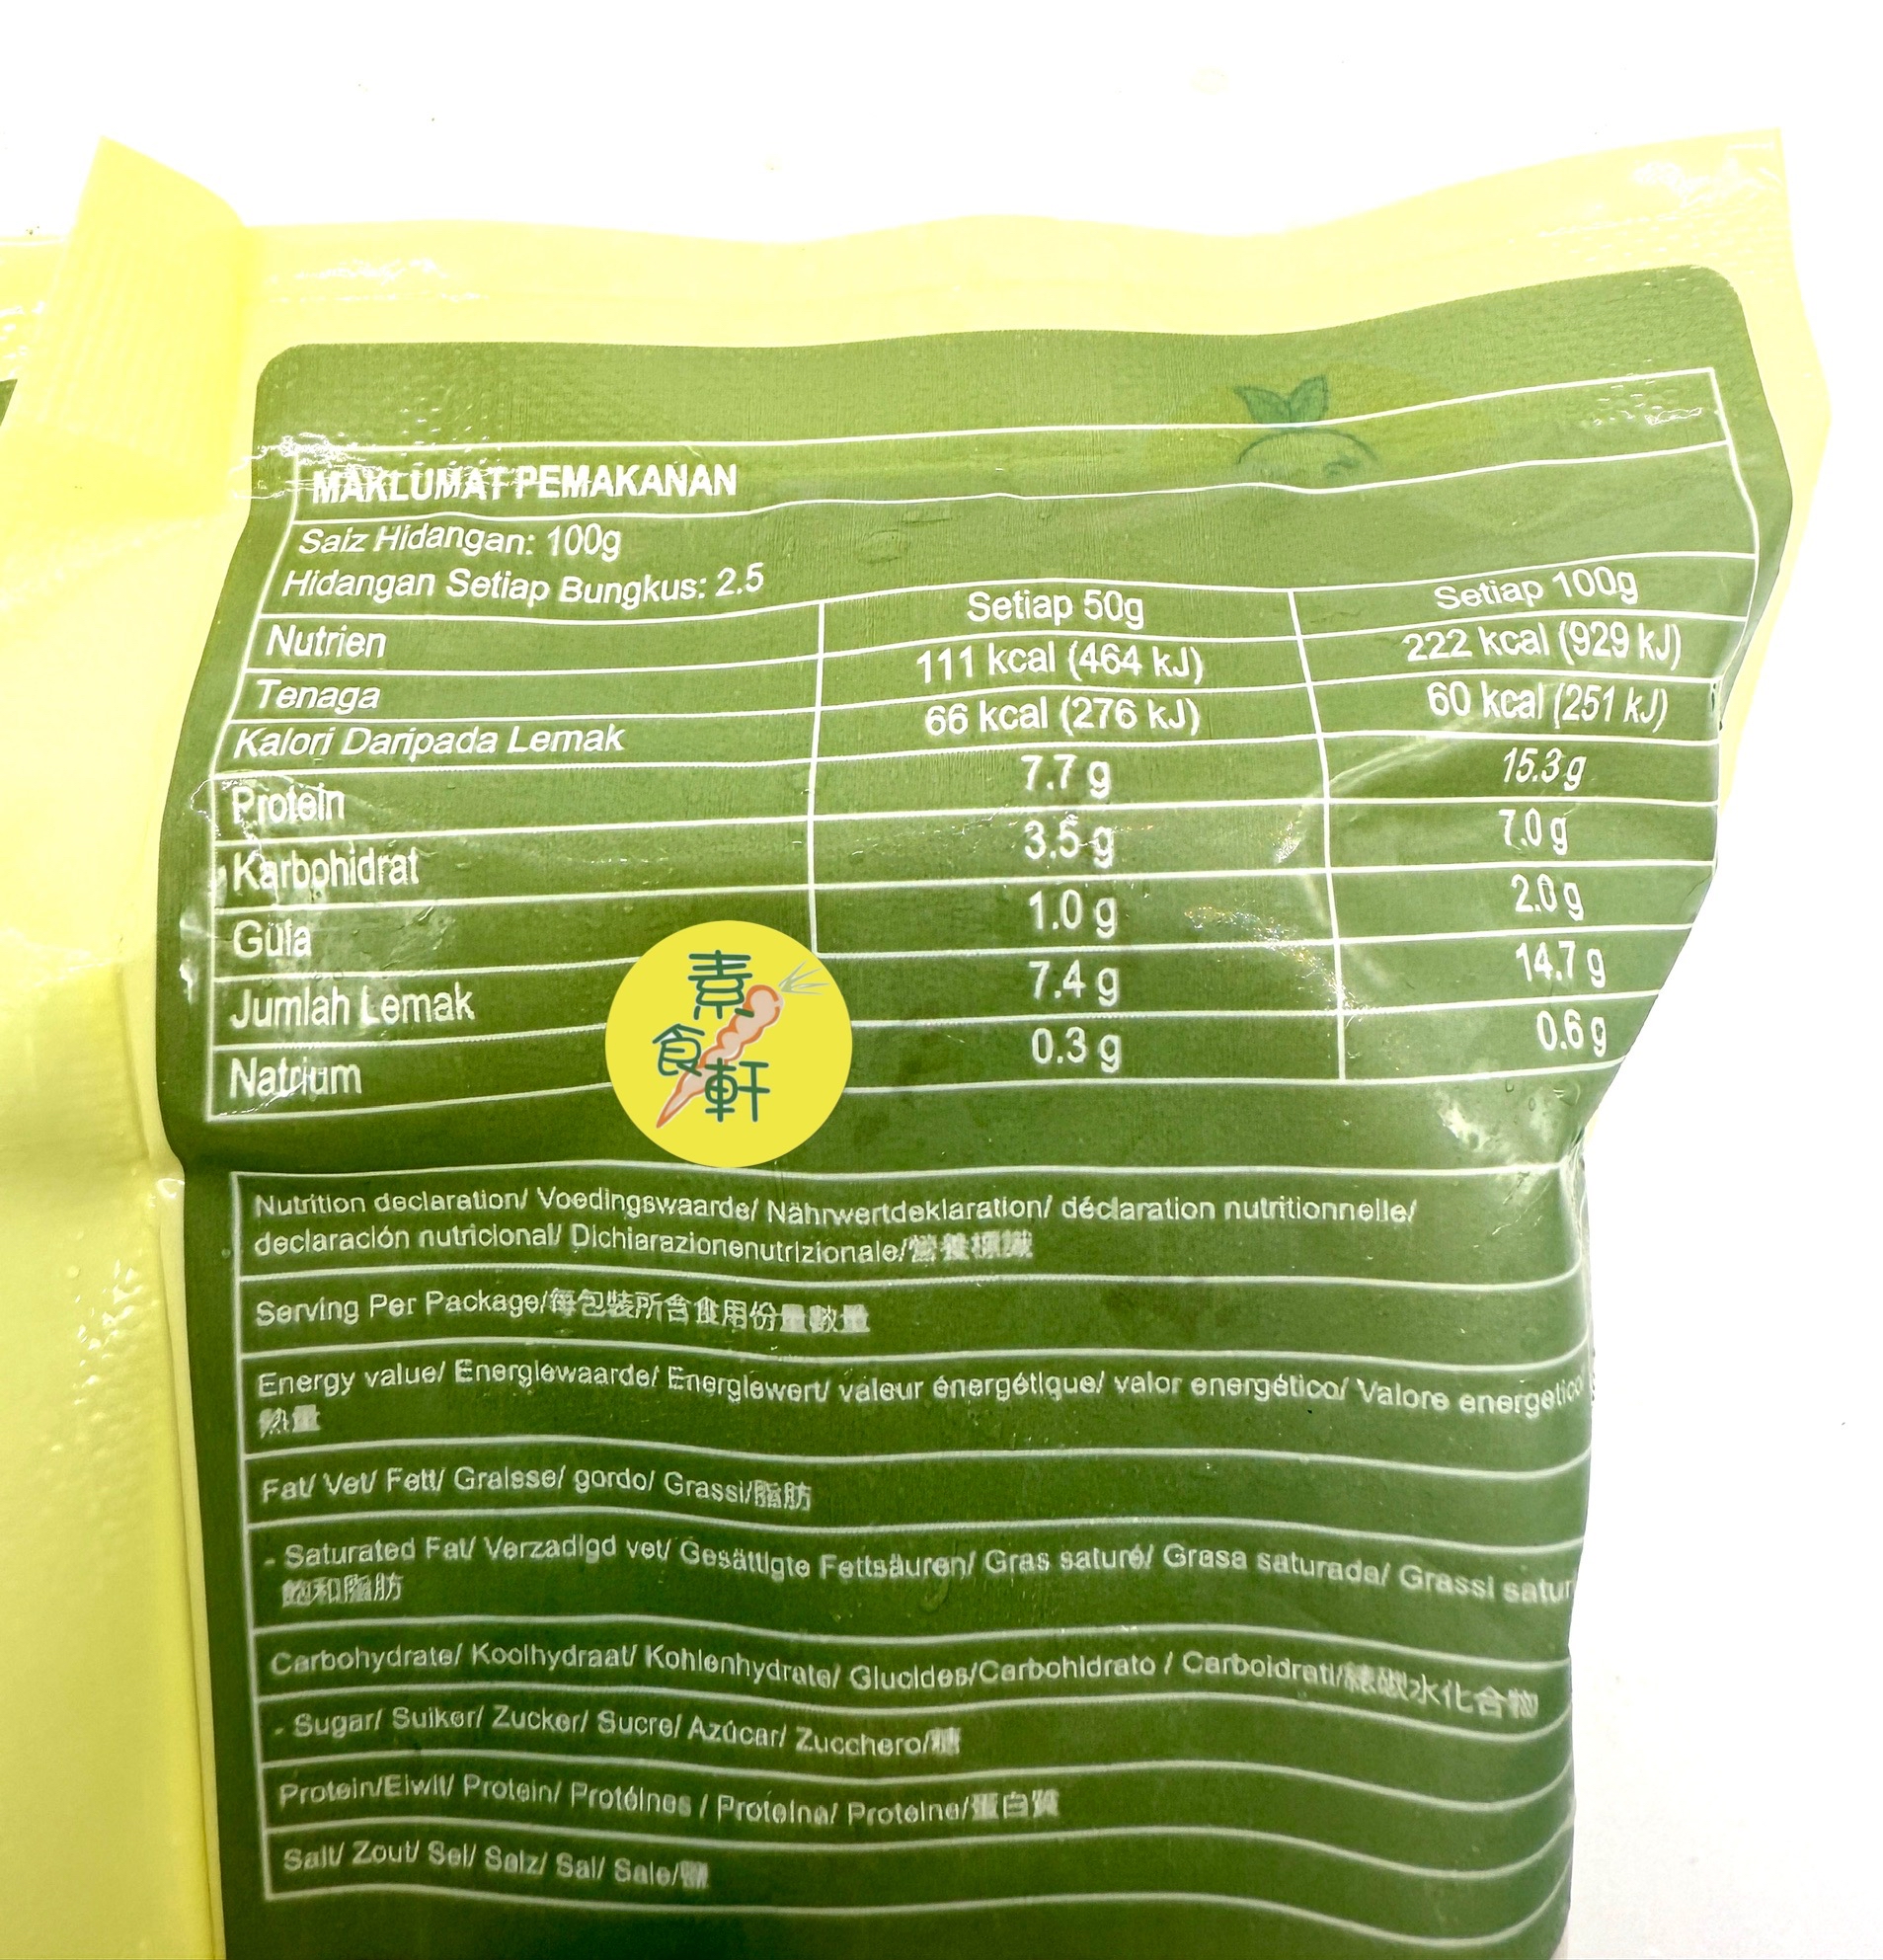 MAKLUMAT PEMAKANAN
Saiz Hidangan: 100g
Hidangan Setiap Bungkus: 2.5
Nutrien Setiap 50g Setiap 100g
Tenaga 111 kcal (464 kJ) 222 kcal (929 kJ)
Kalori Daripada Lemak 66 kcal (276 kJ) 60 kcal (251 kJ)
Protein 7.7 g 15.3 g
Karbohidrat 3.5 g 7.0 g
Gula 1.0 g 2.0 g
Jumlah Lemak 7.4 g 14.7 g
Natrium 0.3 g 0.6 g
素
食軒
Nutrition declaration/ Voedingswaarde/ Nährwertdeklaration/ déclaration nutritionnelle/
declaración nutricional/ Dichiarazionenutrizionale/營養標識
Serving Per Package/每包裝所含食用份量數量
Energy value/ Energiewaarde/ Energiewert/ valeur énergétique/ valor energético/ Valore energetico/
熱量
Fat/ Vet/ Fett/ Graisse/ gordo/ Grassi/脂肪
- Saturated Fat/ Verzadigd vet/ Gesättigte Fettsäuren/ Gras saturé/ Grasa saturada/ Grassi satur
飽和脂肪
Carbohydrate/ Koolhydraat/ Kohlenhydrate/ Glucides/Carbohidrato / Carboidrati/總碳水化合物
- Sugar/ Suiker/ Zucker/ Sucre/ Azúcar/ Zucchero/糖
Protein/Eiwit/ Protein/ Protéines / Proteína/ Proteine/蛋白質
Salt/ Zout/ Sel/ Salz/ Sal/ Sale/鹽